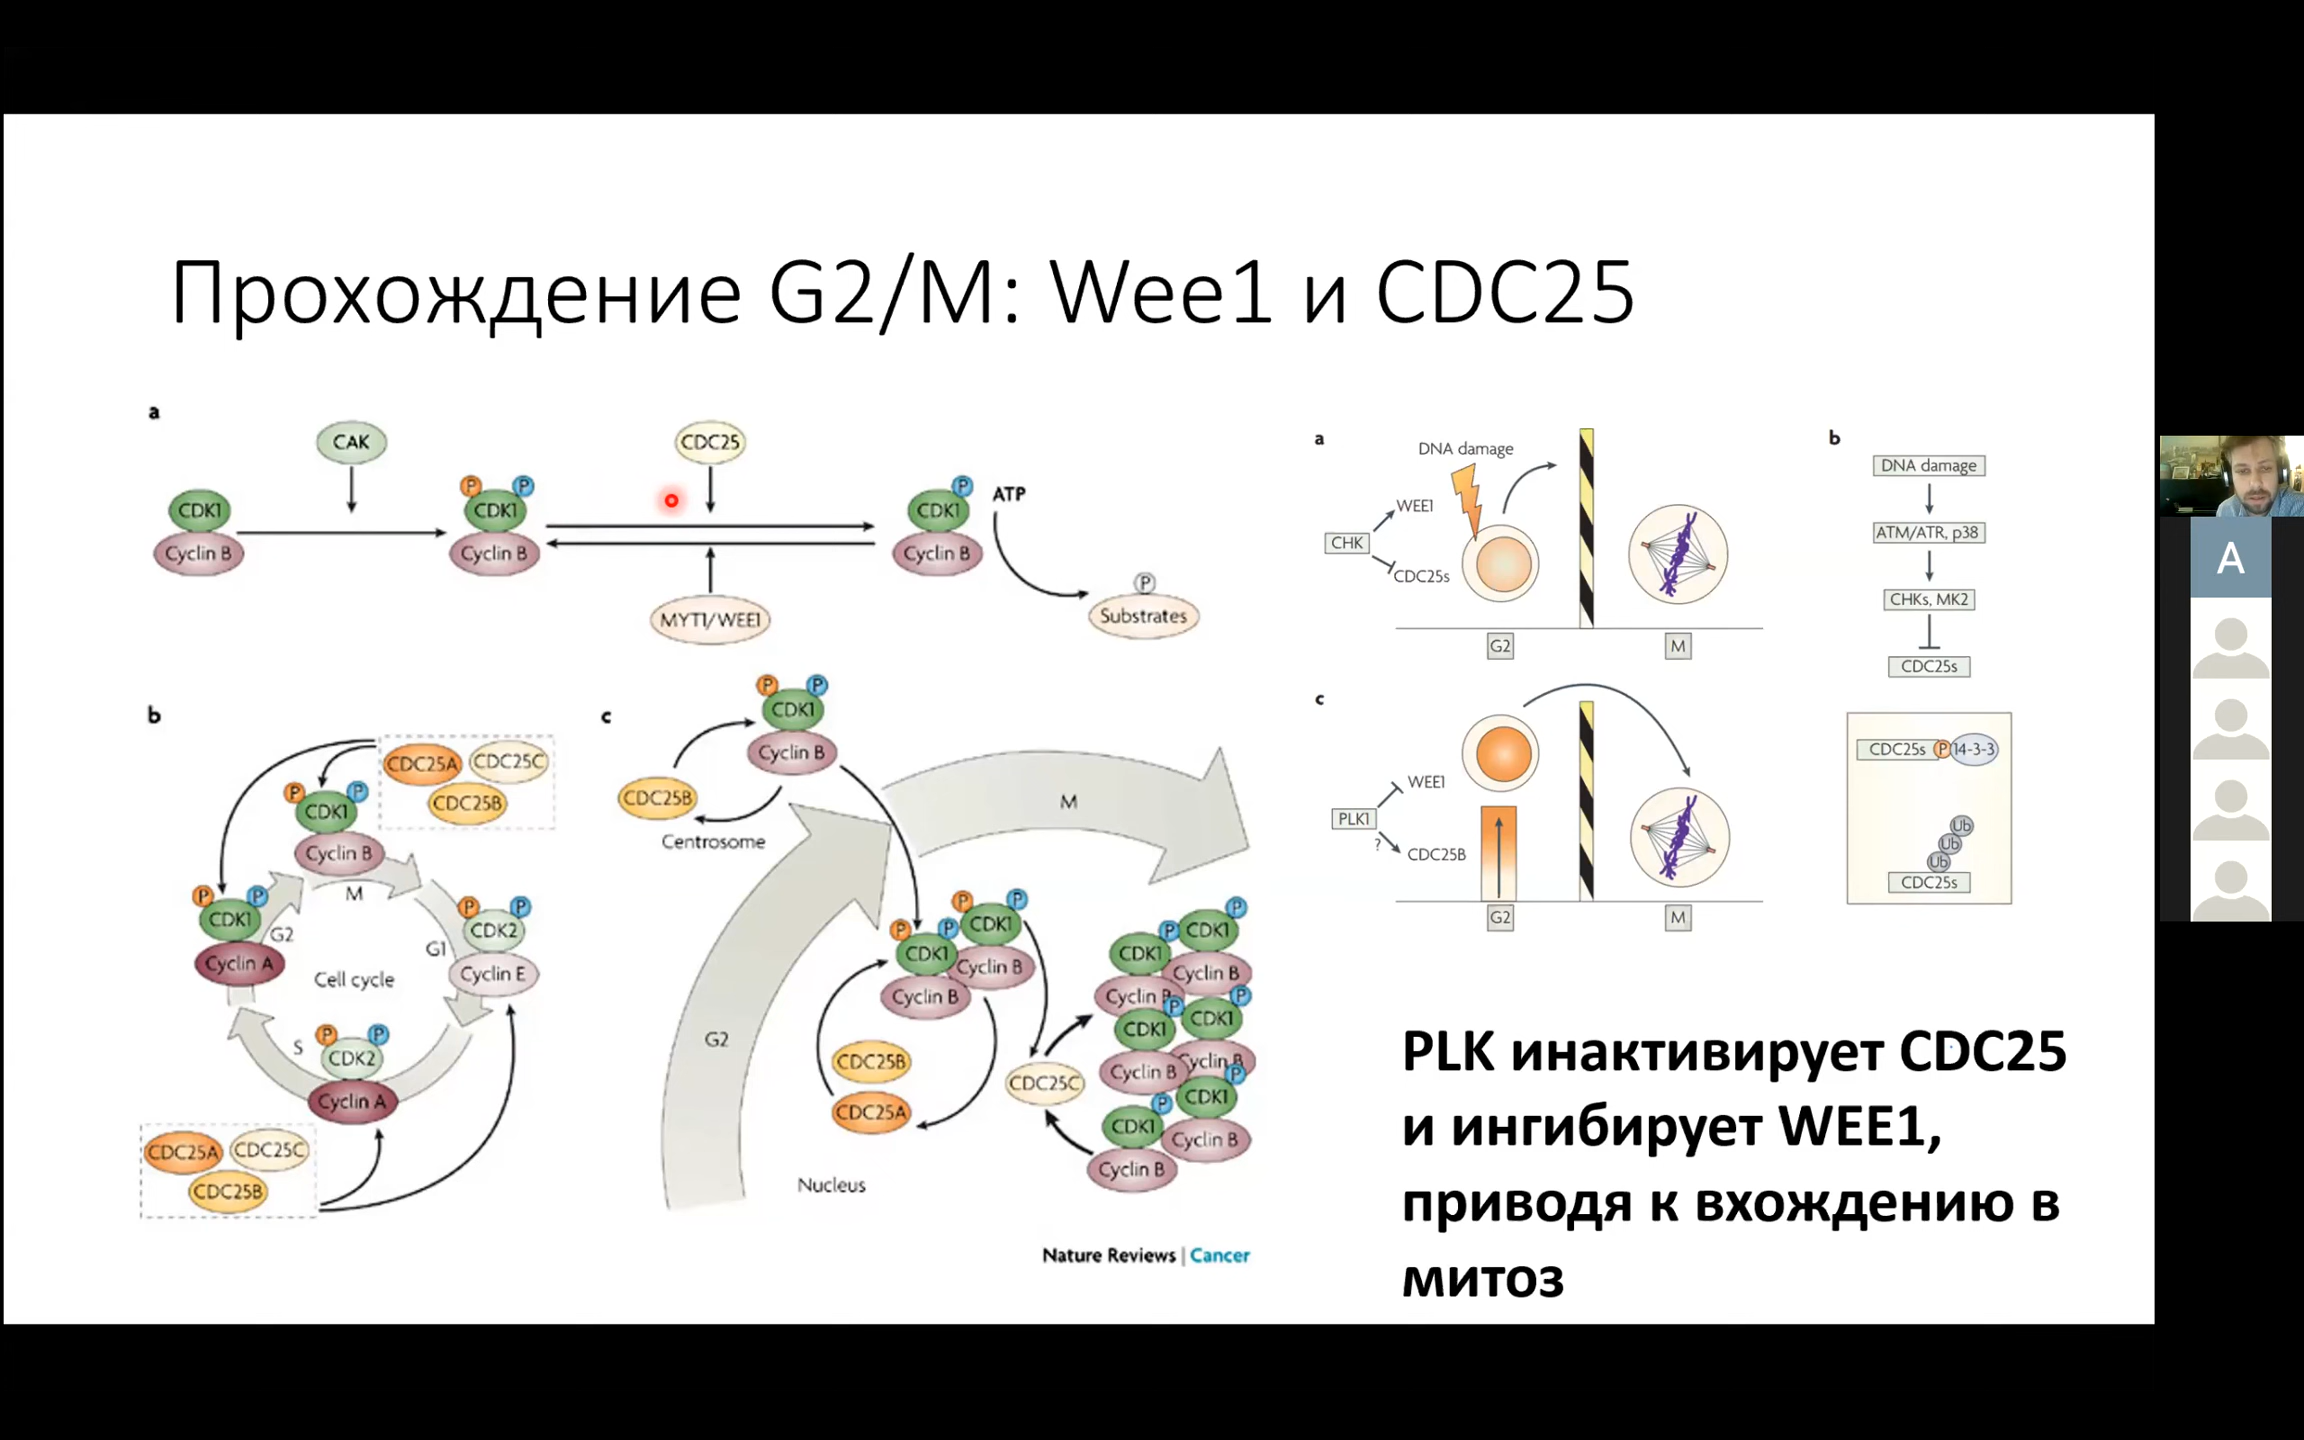 Прохождение G2/M: Wee1 и CDC25
a
CAK
CDC25
P
P
P
CDK1
CDK1
CDK1
ATP
Cyclin B
Cyclin B
Cyclin B
MYT1/WEE1
P
Substrates
b
CDC25A
CDC25C
CDC25B
P
P
CDK1
Cyclin B
M
P
P
CDK1
Cyclin A
G2
G1
P
P
CDK2
Cyclin E
Cell cycle
S
P
P
CDK2
Cyclin A
CDC25A
CDC25C
CDC25B
c
P
P
CDK1
Cyclin B
CDC25B
Centrosome
M
G2
P
P
CDK1
P
P
CDK1
Cyclin B
Cyclin B
CDC25B
CDC25A
CDC25C
Nucleus
P
P
CDK1
CDK1
Cyclin B
Cyclin B
P
P
CDK1
CDK1
Cyclin B
Cyclin B
P
P
CDK1
CDK1
Cyclin B
Cyclin B
Nature Reviews | Cancer
a
DNA damage
WEE1
CHK
CDC25s
G2
M
b
DNA damage
ATM/ATR, p38
CHKs, MK2
CDC25s
CDC25s
P
14-3-3
Ub
Ub
Ub
CDC25s
c
WEE1
PLK1
?
CDC25B
G2
M
PLK инактивирует CDC25
и ингибирует WEE1,
приводя к вхождению в
митоз
A